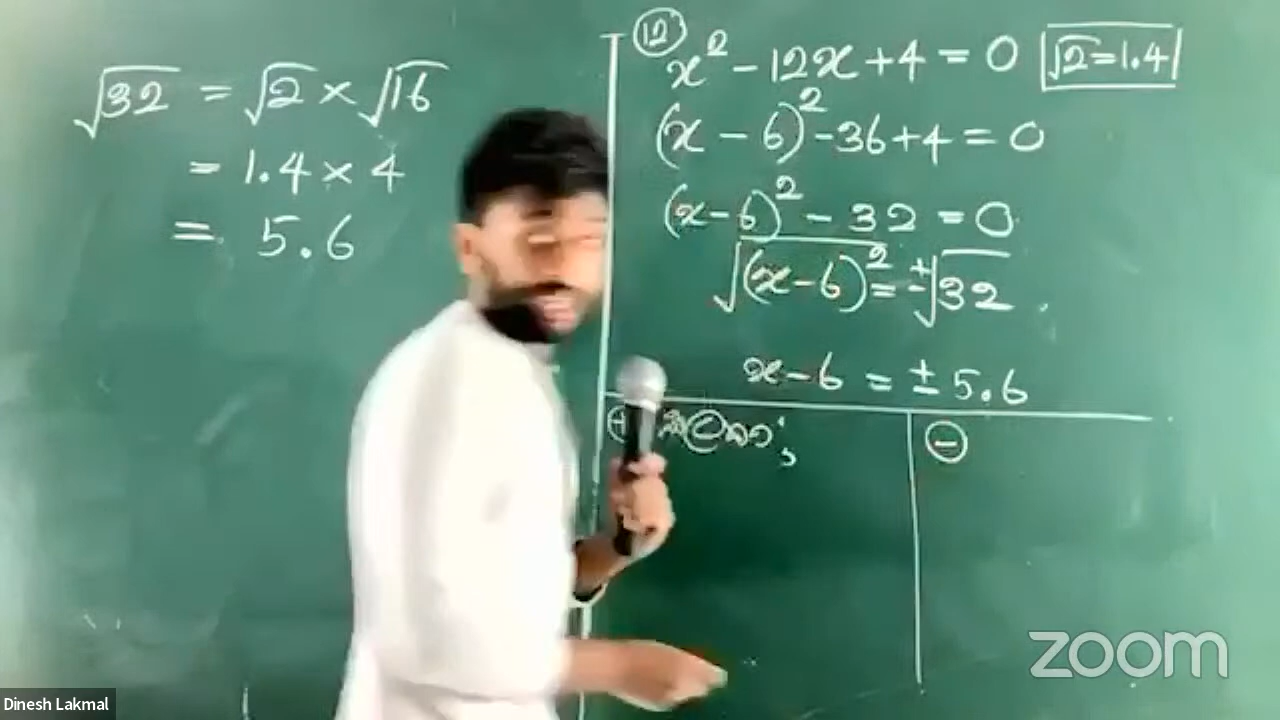 √32 = √2 × √16
= 1.4 × 4
= 5.6
⑫ x² − 12x + 4 = 0 √2 = 1.4
(x − 6)² − 36 + 4 = 0
(x − 6)² − 32 = 0
√(x − 6)² = ±√32
x − 6 = ± 5.6
⊕
⊖
zoom
Dinesh Lakmal